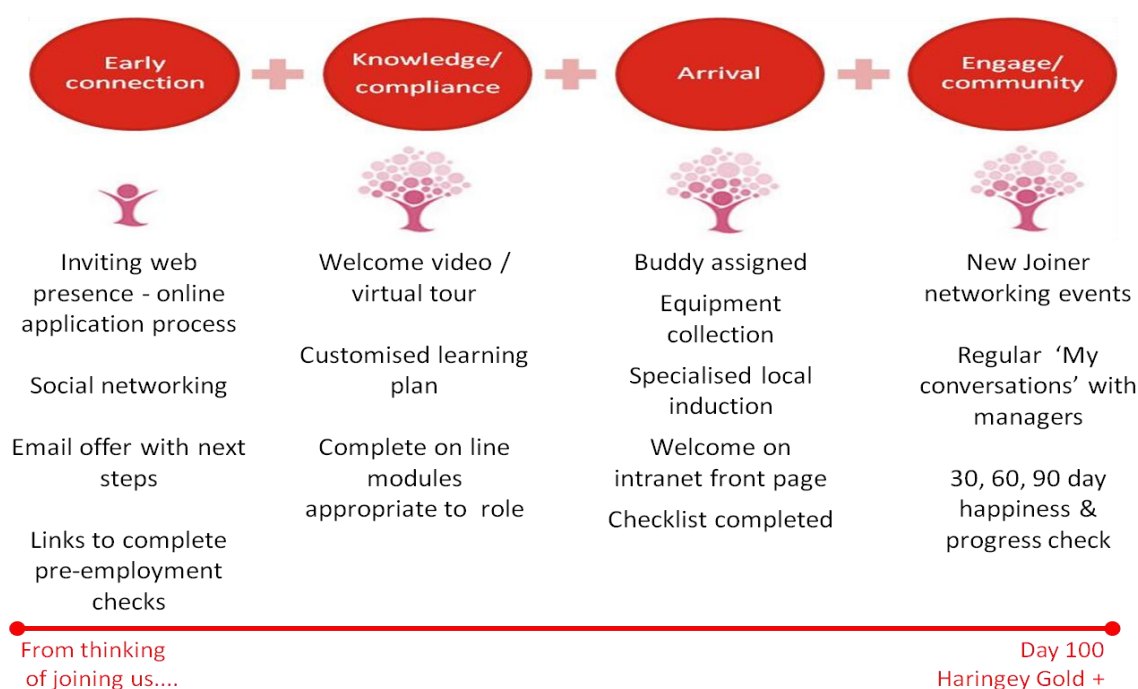 Early
connection
Knowledge/
compliance
Arrival
Engage/
community
Inviting web
presence - online
application process
Social networking
Email offer with next
steps
Links to complete
pre-employment
checks
Welcome video /
virtual tour
Customised learning
plan
Complete on line
modules
appropriate to role
Buddy assigned
Equipment
collection
Specialised local
induction
Welcome on
intranet front page
Checklist completed
New Joiner
networking events
Regular ‘My
conversations’ with
managers
30, 60, 90 day
happiness &
progress check
From thinking
of joining us....
Day 100
Haringey Gold +